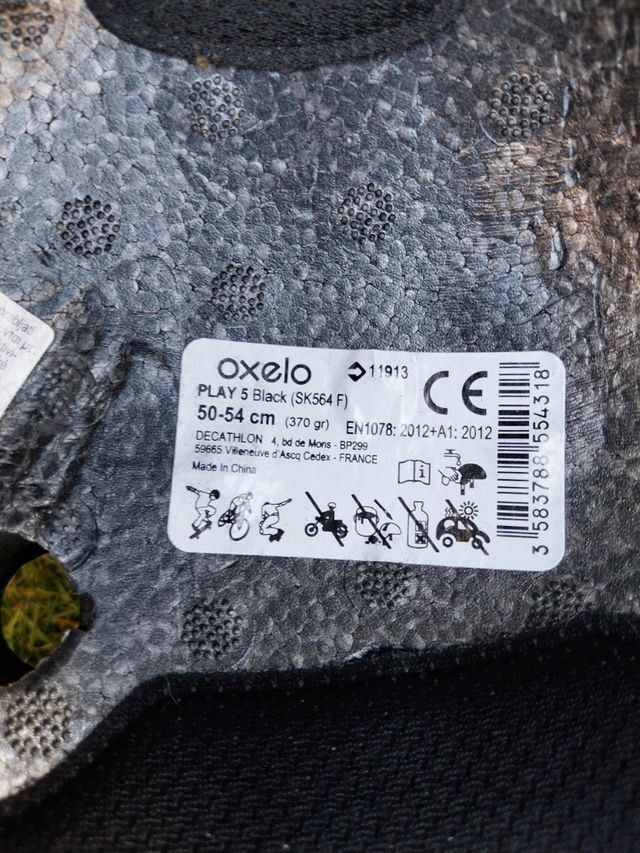 oxelo
11913
PLAY 5 Black (SK564 F)
50-54 cm (370 gr)
EN1078: 2012+A1: 2012
DECATHLON 4, bd de Mons - BP299
59665 Villeneuve d'Ascq Cedex - FRANCE
Made In China
CE
3 583788 554318